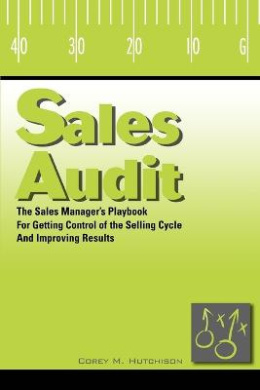 40 30 20 10 G
Sales
Audit
The Sales Manager's Playbook
For Getting Control of the Selling Cycle
And Improving Results
X X
Corey M. Hutchison